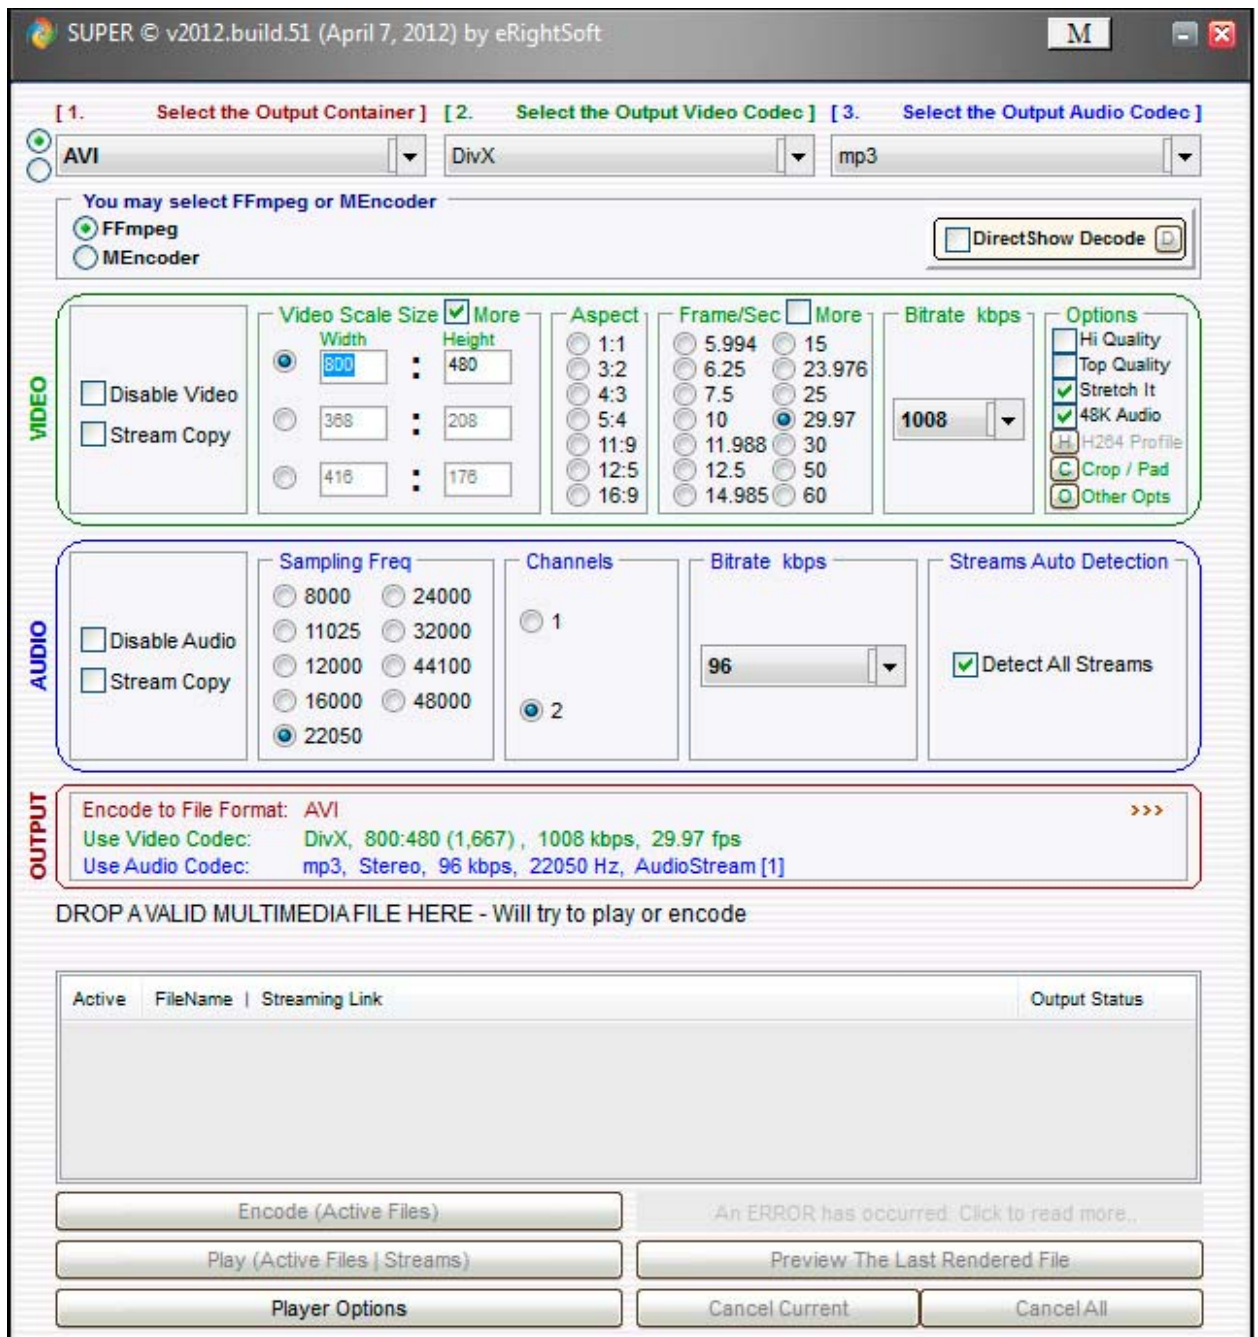 SUPER © v2012.build.51 (April 7, 2012) by eRightSoft
M
[ 1. Select the Output Container ] [ 2. Select the Output Video Codec ] [ 3. Select the Output Audio Codec ]
AVI DivX mp3
You may select FFmpeg or MEncoder
FFmpeg
MEncoder
DirectShow Decode D
VIDEO
Disable Video
Stream Copy
Video Scale Size More
Width Height
800 : 480
368 : 208
416 : 176
Aspect
1:1
3:2
4:3
5:4
11:9
12:5
16:9
Frame/Sec More
5.994 15
6.25 23.976
7.5 25
10 29.97
11.988 30
12.5 50
14.985 60
Bitrate kbps
1008
Options
Hi Quality
Top Quality
Stretch It
48K Audio
H H264 Profile
C Crop / Pad
O Other Opts
AUDIO
Disable Audio
Stream Copy
Sampling Freq
8000 24000
11025 32000
12000 44100
16000 48000
22050
Channels
1
2
Bitrate kbps
96
Streams Auto Detection
Detect All Streams
OUTPUT
Encode to File Format: AVI >>>
Use Video Codec: DivX, 800:480 (1,667) , 1008 kbps, 29.97 fps
Use Audio Codec: mp3, Stereo, 96 kbps, 22050 Hz, AudioStream [1]
DROP A VALID MULTIMEDIA FILE HERE - Will try to play or encode
Active FileName | Streaming Link Output Status
Encode (Active Files) An ERROR has occurred. Click to read more..
Play (Active Files | Streams) Preview The Last Rendered File
Player Options Cancel Current Cancel All